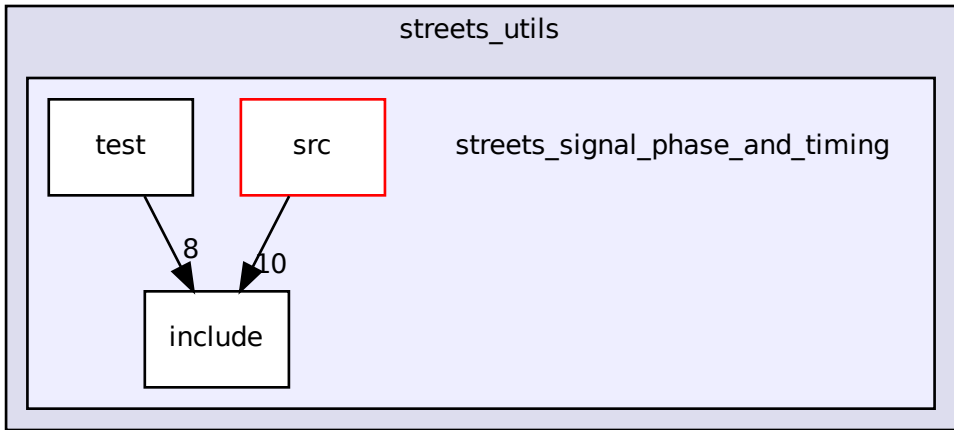 streets_utils
test
src
streets_signal_phase_and_timing
8
10
include